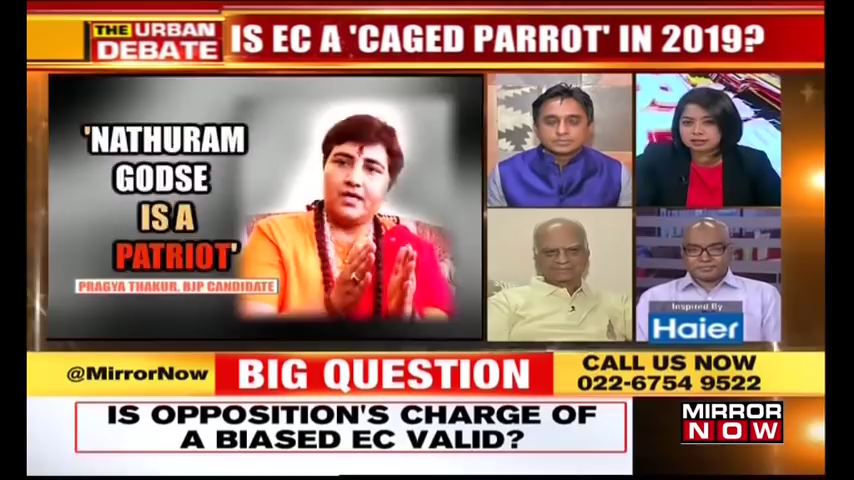 THE URBAN
DEBATE
IS EC A 'CAGED PARROT' IN 2019?
'NATHURAM
GODSE
IS A
PATRIOT'
PRAGYA THAKUR, BJP CANDIDATE
Inspired By
Haier
@MirrorNow
BIG QUESTION
CALL US NOW
022-6754 9522
IS OPPOSITION'S CHARGE OF
A BIASED EC VALID?
MIRROR
NOW